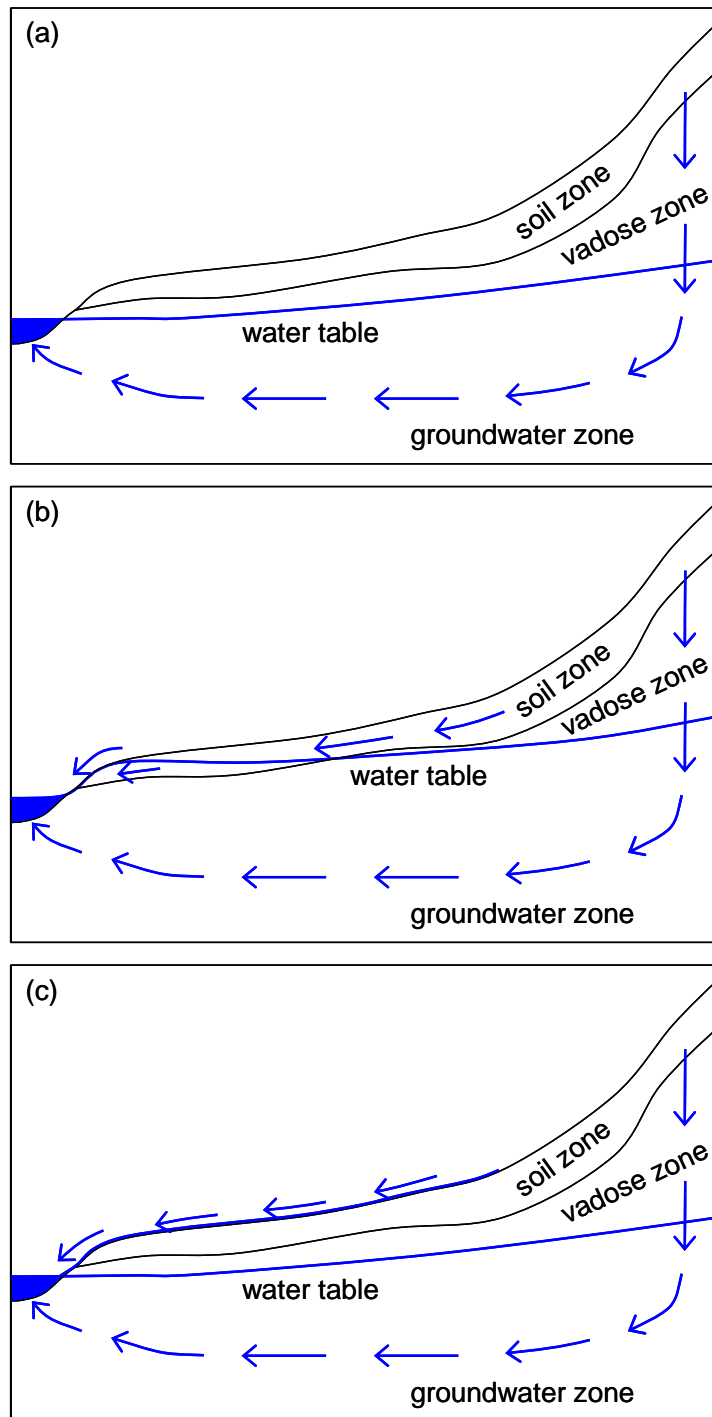 (a)
soil zone
vadose zone
water table
groundwater zone
(b)
soil zone
vadose zone
water table
groundwater zone
(c)
soil zone
vadose zone
water table
groundwater zone